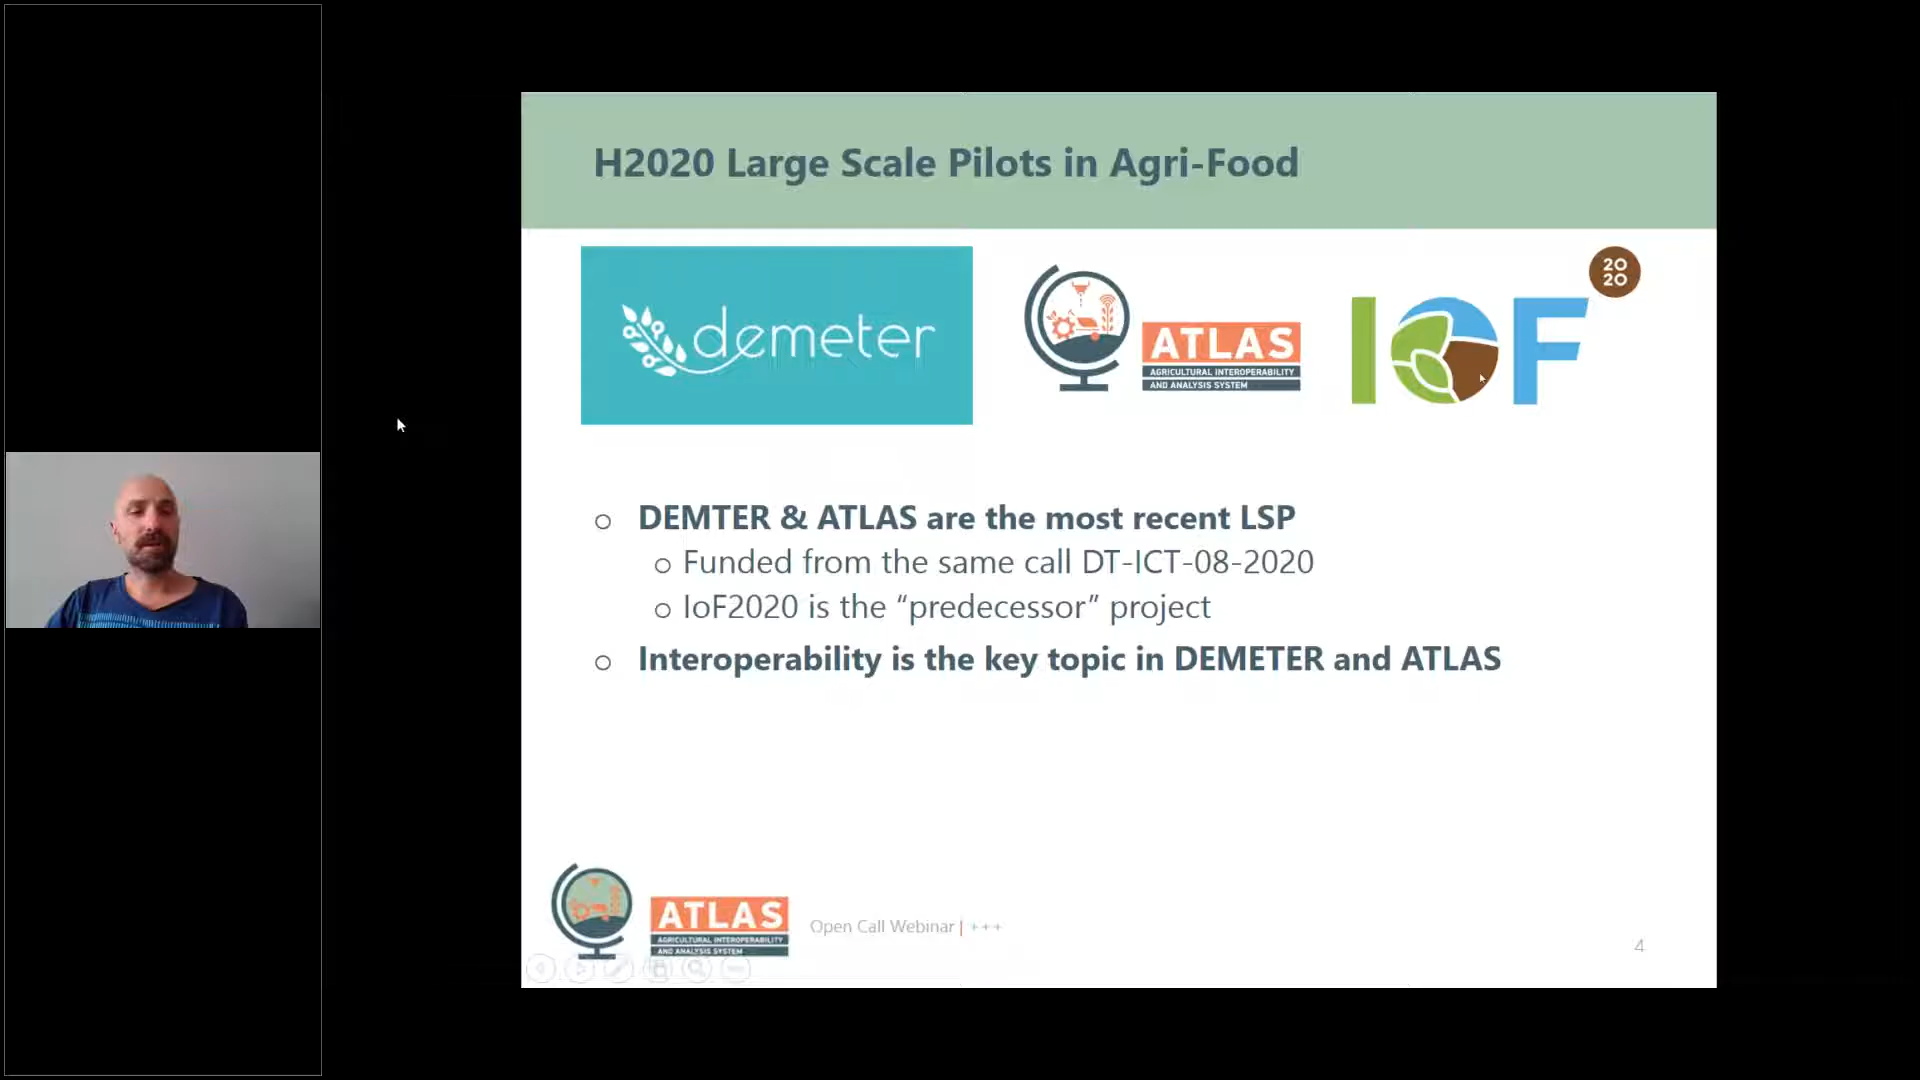 H2020 Large Scale Pilots in Agri-Food
demeter
ATLAS
AGRICULTURAL INTEROPERABILITY
AND ANALYSIS SYSTEM
IOF
20
20
o DEMTER & ATLAS are the most recent LSP
o Funded from the same call DT-ICT-08-2020
o IoF2020 is the “predecessor” project
o Interoperability is the key topic in DEMETER and ATLAS
ATLAS
AGRICULTURAL INTEROPERABILITY
AND ANALYSIS SYSTEM
Open Call Webinar | +++
4